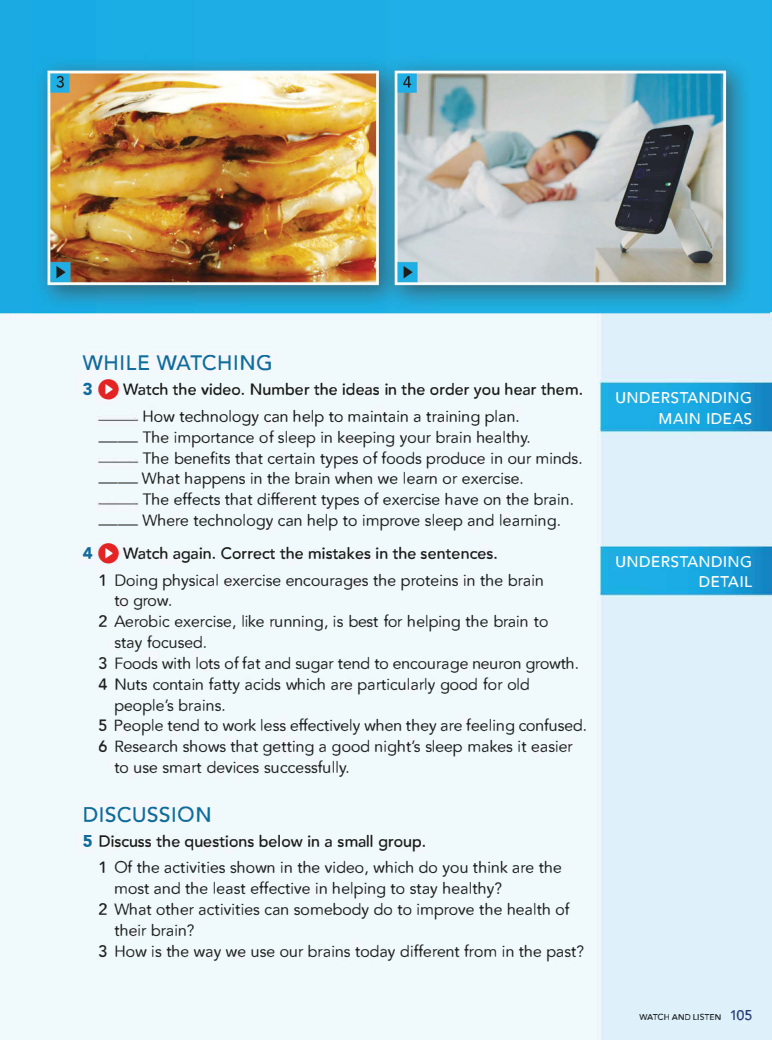 3
4
WHILE WATCHING
3 Watch the video. Number the ideas in the order you hear them.
UNDERSTANDING
MAIN IDEAS
_____ How technology can help to maintain a training plan.
_____ The importance of sleep in keeping your brain healthy.
_____ The benefits that certain types of foods produce in our minds.
_____ What happens in the brain when we learn or exercise.
_____ The effects that different types of exercise have on the brain.
_____ Where technology can help to improve sleep and learning.
4 Watch again. Correct the mistakes in the sentences.
UNDERSTANDING
DETAIL
1 Doing physical exercise encourages the proteins in the brain
to grow.
2 Aerobic exercise, like running, is best for helping the brain to
stay focused.
3 Foods with lots of fat and sugar tend to encourage neuron growth.
4 Nuts contain fatty acids which are particularly good for old
people's brains.
5 People tend to work less effectively when they are feeling confused.
6 Research shows that getting a good night's sleep makes it easier
to use smart devices successfully.
DISCUSSION
5 Discuss the questions below in a small group.
1 Of the activities shown in the video, which do you think are the
most and the least effective in helping to stay healthy?
2 What other activities can somebody do to improve the health of
their brain?
3 How is the way we use our brains today different from in the past?
WATCH AND LISTEN 105